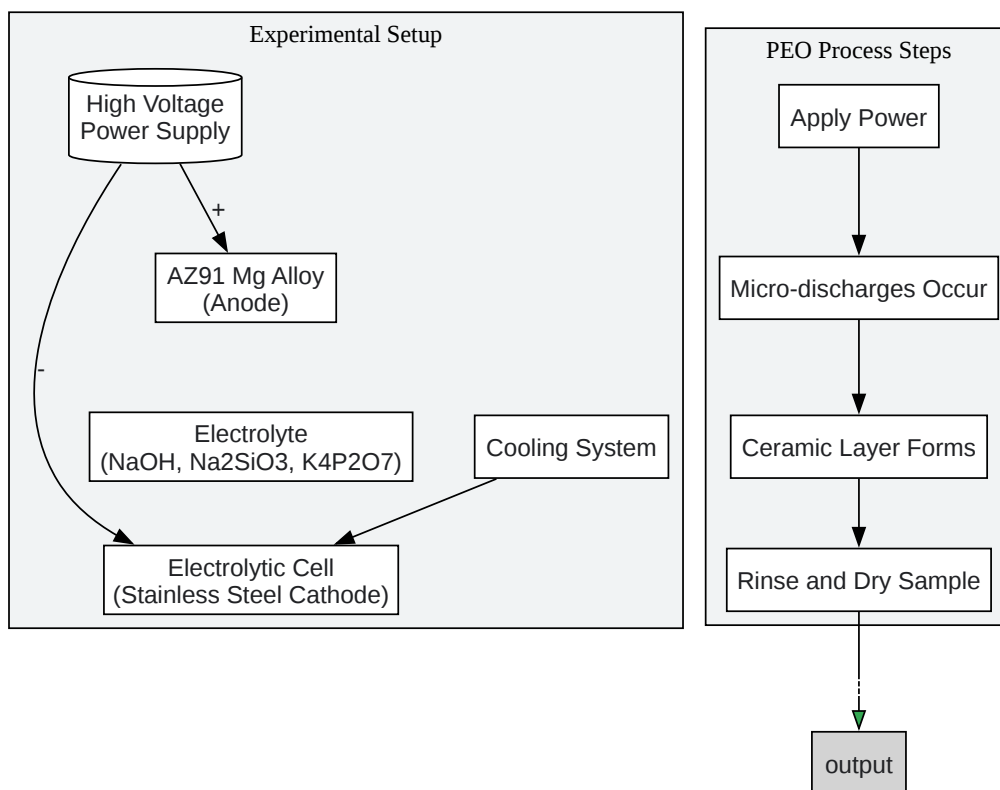 Experimental Setup
High Voltage
Power Supply
+
AZ91 Mg Alloy
(Anode)
-
Electrolyte
(NaOH, Na2SiO3, K4P2O7)
Cooling System
Electrolytic Cell
(Stainless Steel Cathode)
PEO Process Steps
Apply Power
Micro-discharges Occur
Ceramic Layer Forms
Rinse and Dry Sample
output